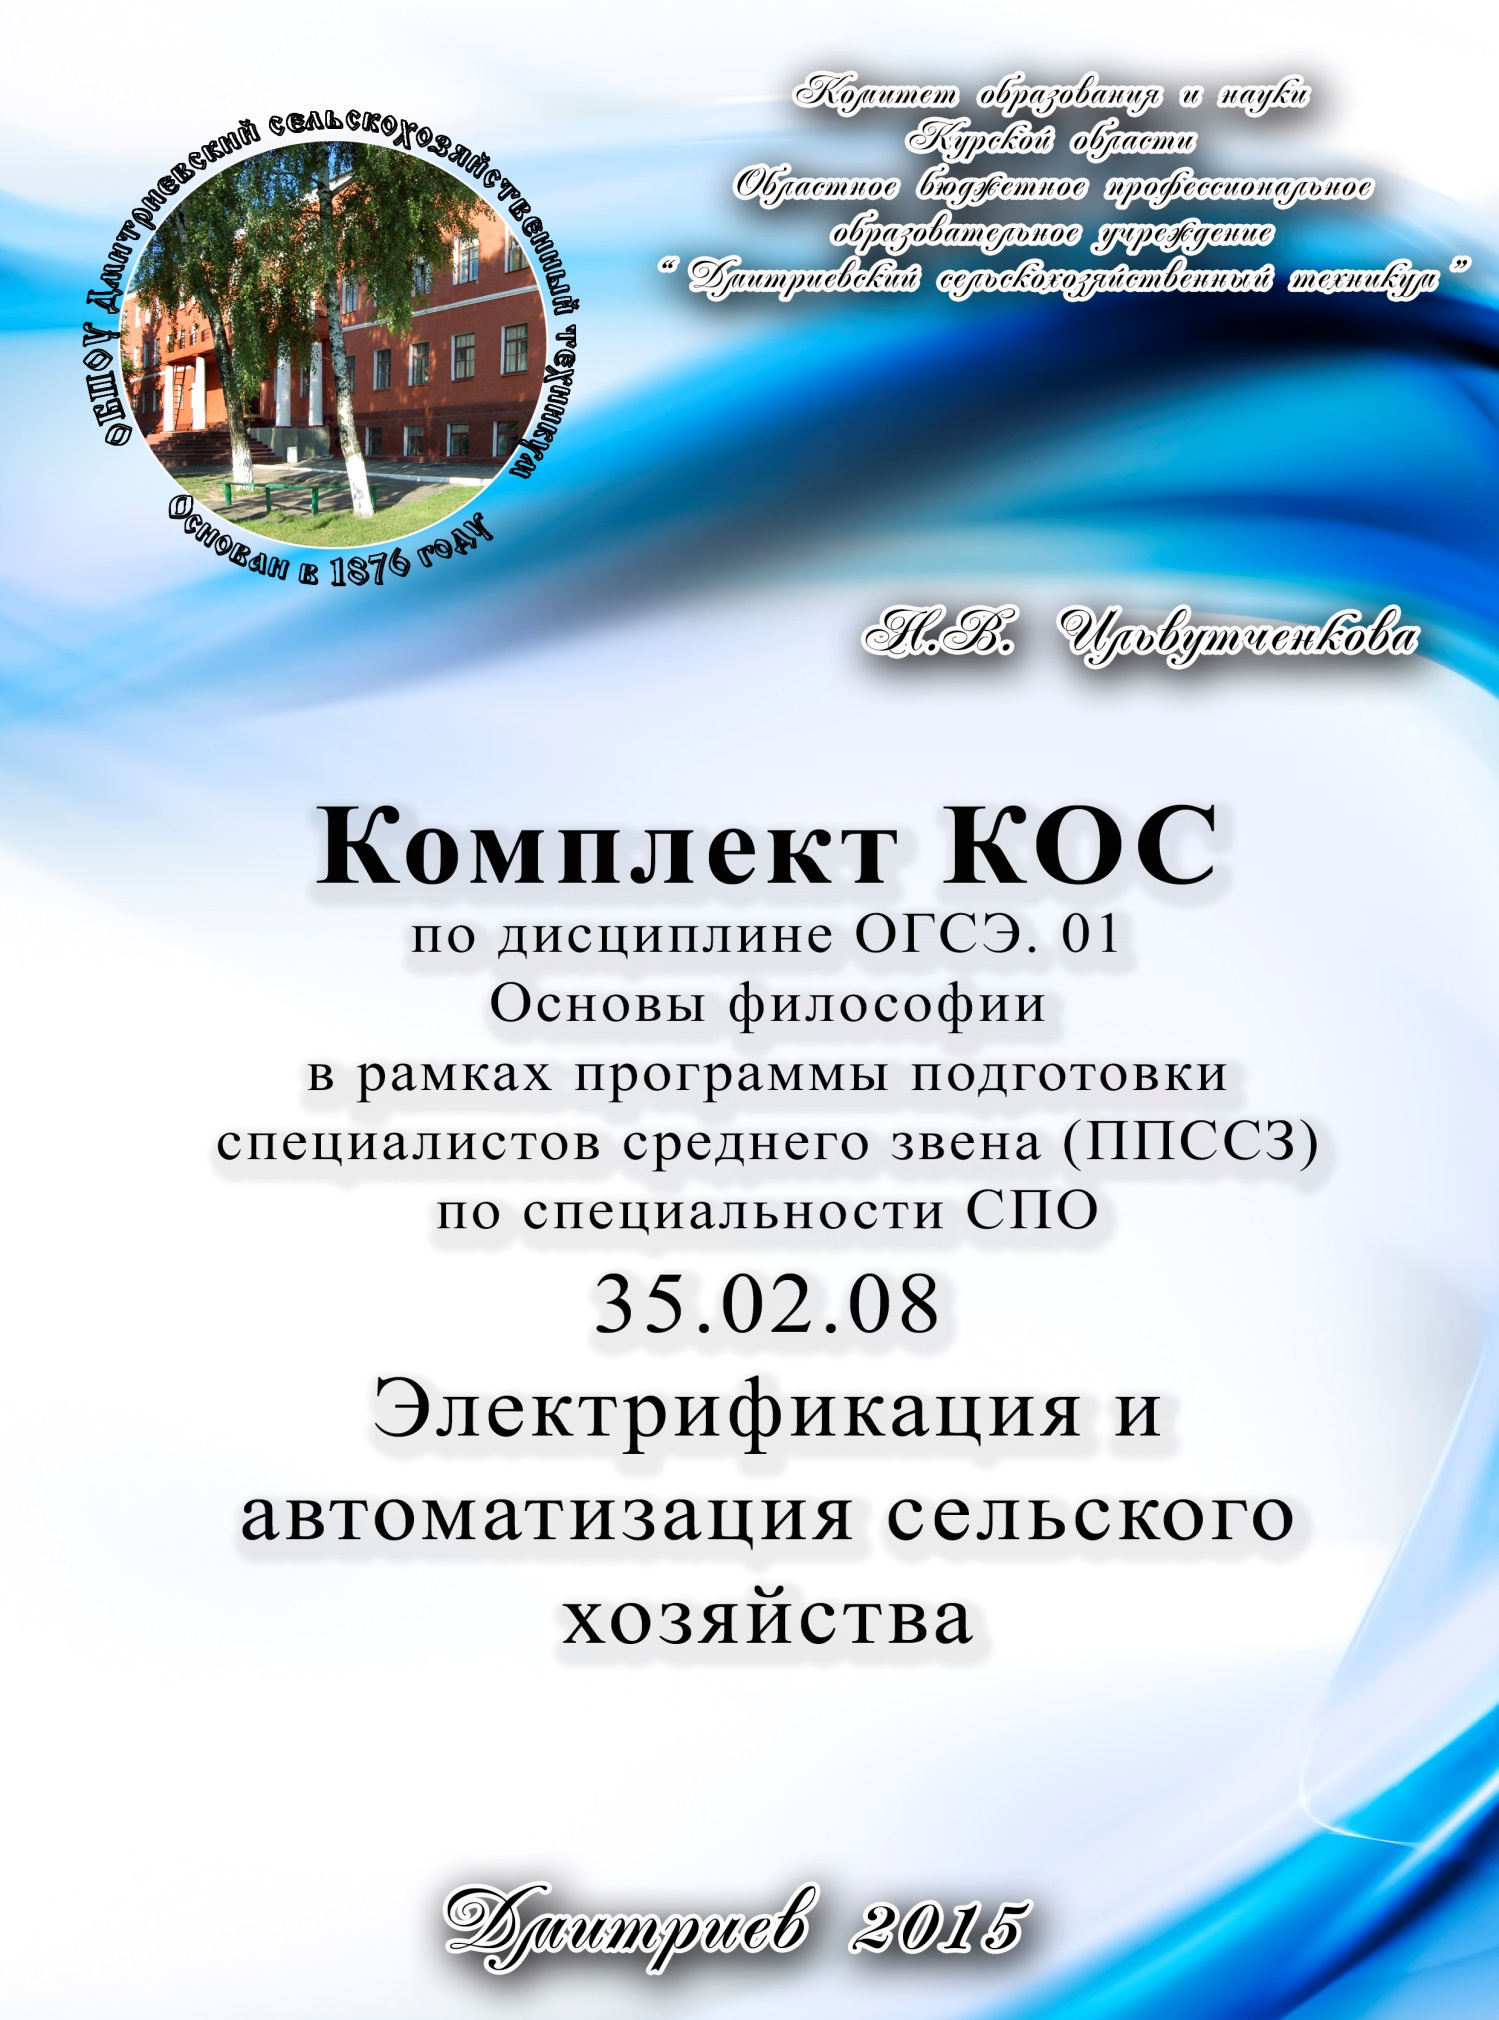 ОБПОУ Дмитриевский сельскохозяйственный техникум
Основан в 1876 году
Комитет образования и науки
Курской области
Областное бюджетное профессиональное
образовательное учреждение
“ Дмитриевский сельскохозяйственный техникум ”
Н.В. Ильвутченкова
Комплект КОС
по дисциплине ОГСЭ. 01
Основы философии
в рамках программы подготовки
специалистов среднего звена (ППССЗ)
по специальности СПО
35.02.08
Электрификация и
автоматизация сельского
хозяйства
Дмитриев 2015